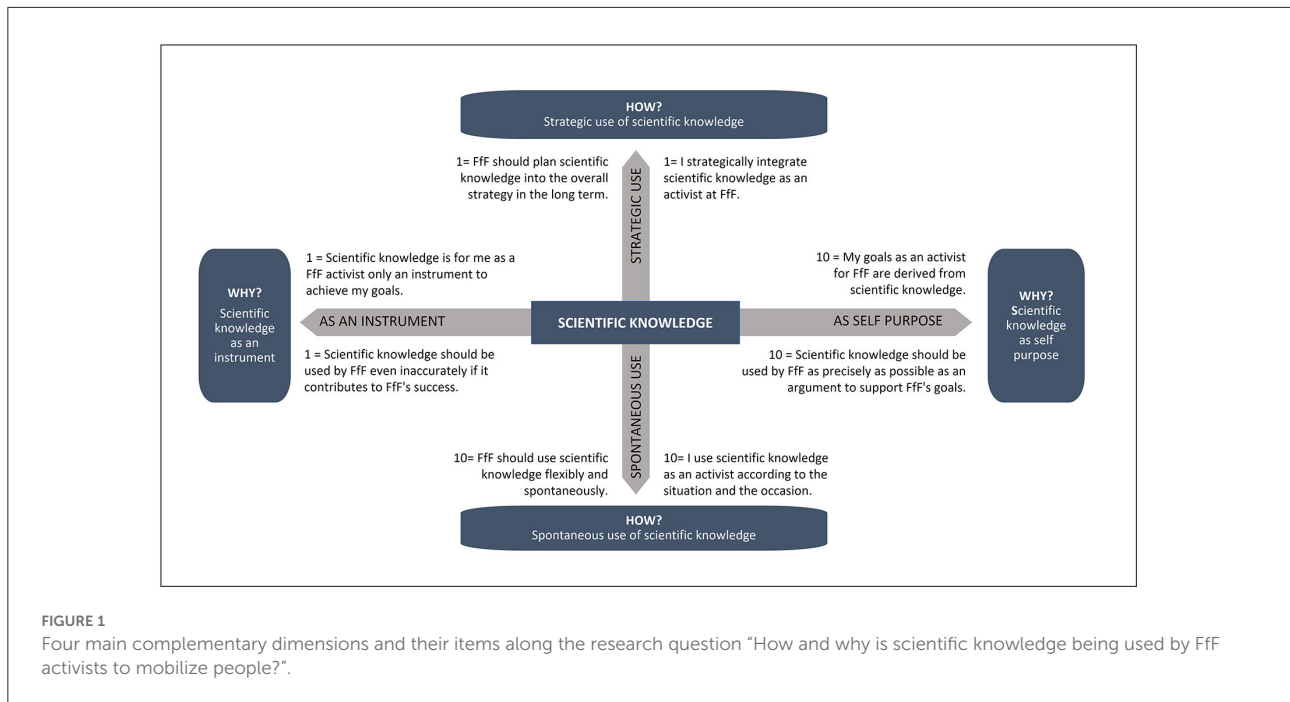 HOW?
Strategic use of scientific knowledge
1= FfF should plan scientific
knowledge into the overall
strategy in the long term.
1= I strategically integrate
scientific knowledge as an
activist at FfF.
STRATEGIC USE
WHY?
Scientific
knowledge
as an
instrument
1 = Scientific knowledge is for me as a
FfF activist only an instrument to
achieve my goals.
10 = My goals as an activist
for FfF are derived from
scientific knowledge.
AS AN INSTRUMENT
SCIENTIFIC KNOWLEDGE
AS SELF PURPOSE
WHY?
Scientific
knowledge
as self
purpose
1 = Scientific knowledge should be
used by FfF even inaccurately if it
contributes to FfF's success.
10 = Scientific knowledge should be
used by FfF as precisely as possible as an
argument to support FfF's goals.
SPONTANEOUS USE
10= FfF should use scientific
knowledge flexibly and
spontaneously.
10= I use scientific knowledge
as an activist according to the
situation and the occasion.
HOW?
Spontaneous use of scientific knowledge
FIGURE 1
Four main complementary dimensions and their items along the research question “How and why is scientific knowledge being used by FfF
activists to mobilize people?”.